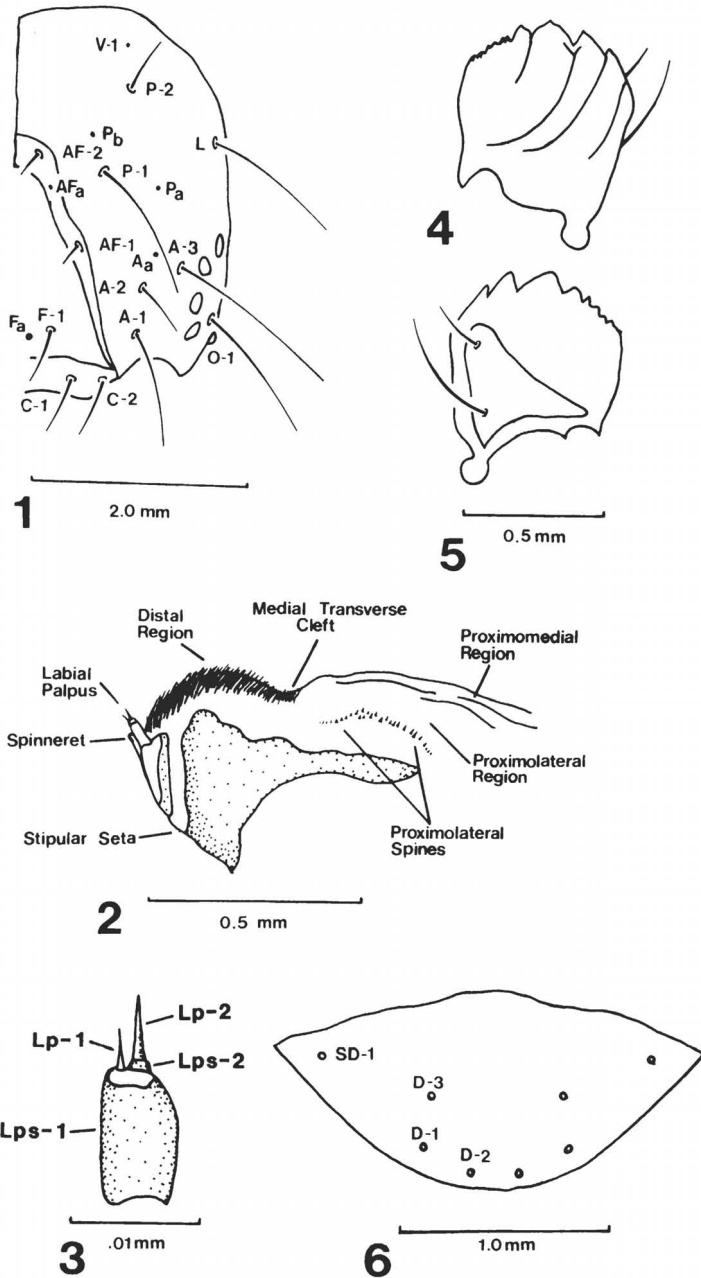 V-1
P-2
Pb
AF-2
P-1
L
AFa
Pa
AF-1
A-3
Aa
A-2
Fa
F-1
A-1
O-1
C-1
C-2
2.0 mm
1
4
5
0.5 mm
Distal
Region
Medial Transverse
Cleft
Proximomedial
Region
Labial
Palpus
Spinneret
Proximolateral
Region
Stipular Seta
Proximolateral
Spines
2
0.5 mm
Lp-2
Lp-1
Lps-2
Lps-1
3
.01mm
SD-1
D-3
D-1
D-2
6
1.0mm